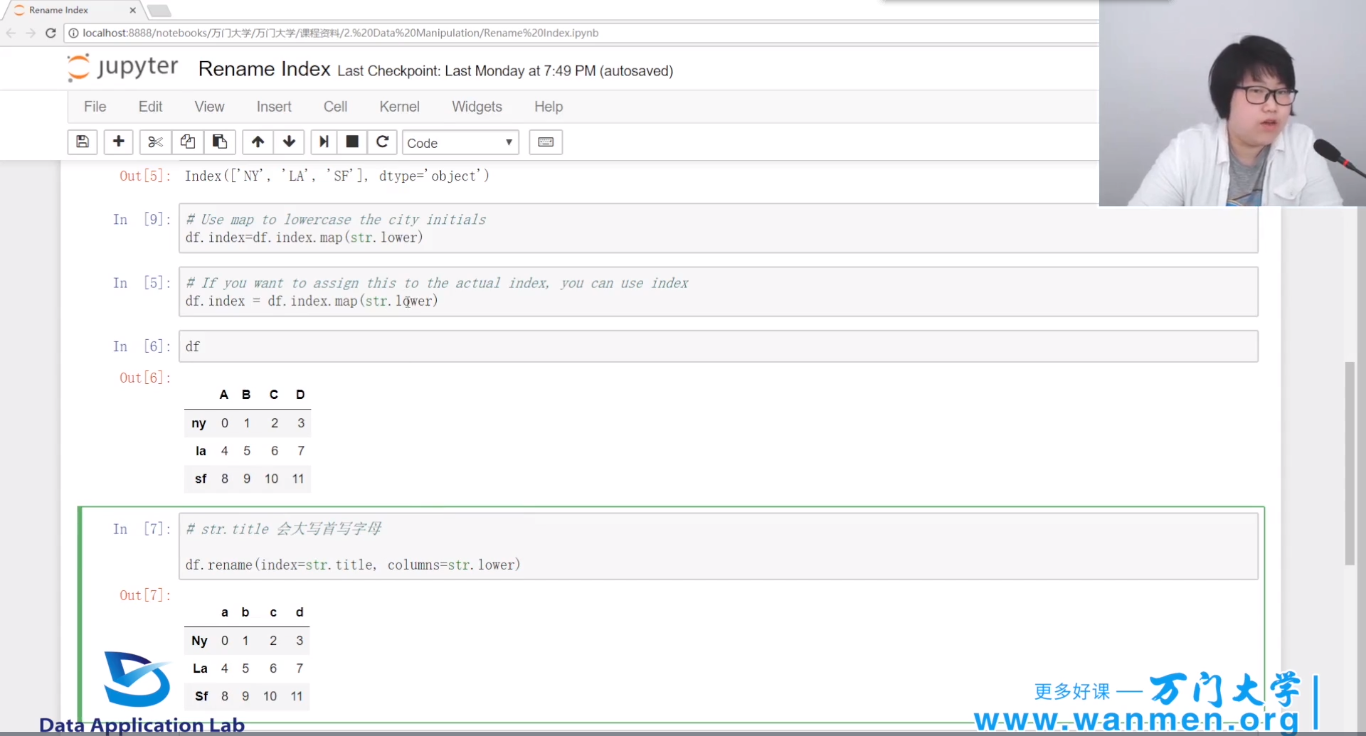 Rename Index
localhost:8888/notebooks/万门大学/万门大学/课程资料/2.%20Data%20Manipulation/Rename%20Index.ipynb
jupyter Rename Index Last Checkpoint: Last Monday at 7:49 PM (autosaved)
File Edit View Insert Cell Kernel Widgets Help
Code
Out[5]: Index(['NY', 'LA', 'SF'], dtype='object')
In [9]: # Use map to lowercase the city initials
df.index=df.index.map(str.lower)
In [5]: # If you want to assign this to the actual index, you can use index
df.index = df.index.map(str.lower)
In [6]: df
Out[6]:
A B C D
ny 0 1 2 3
la 4 5 6 7
sf 8 9 10 11
In [7]: # str.title 会大写首写字母
df.rename(index=str.title, columns=str.lower)
Out[7]:
a b c d
Ny 0 1 2 3
La 4 5 6 7
Sf 8 9 10 11
更多好课 — 万门大学
www.wanmen.org
Data Application Lab